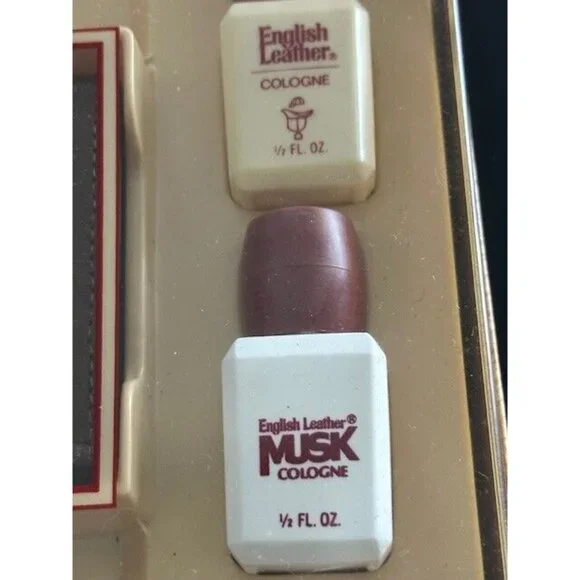 English
Leather®
COLOGNE
½ FL. OZ.
English Leather®
MUSK
COLOGNE
½ FL. OZ.